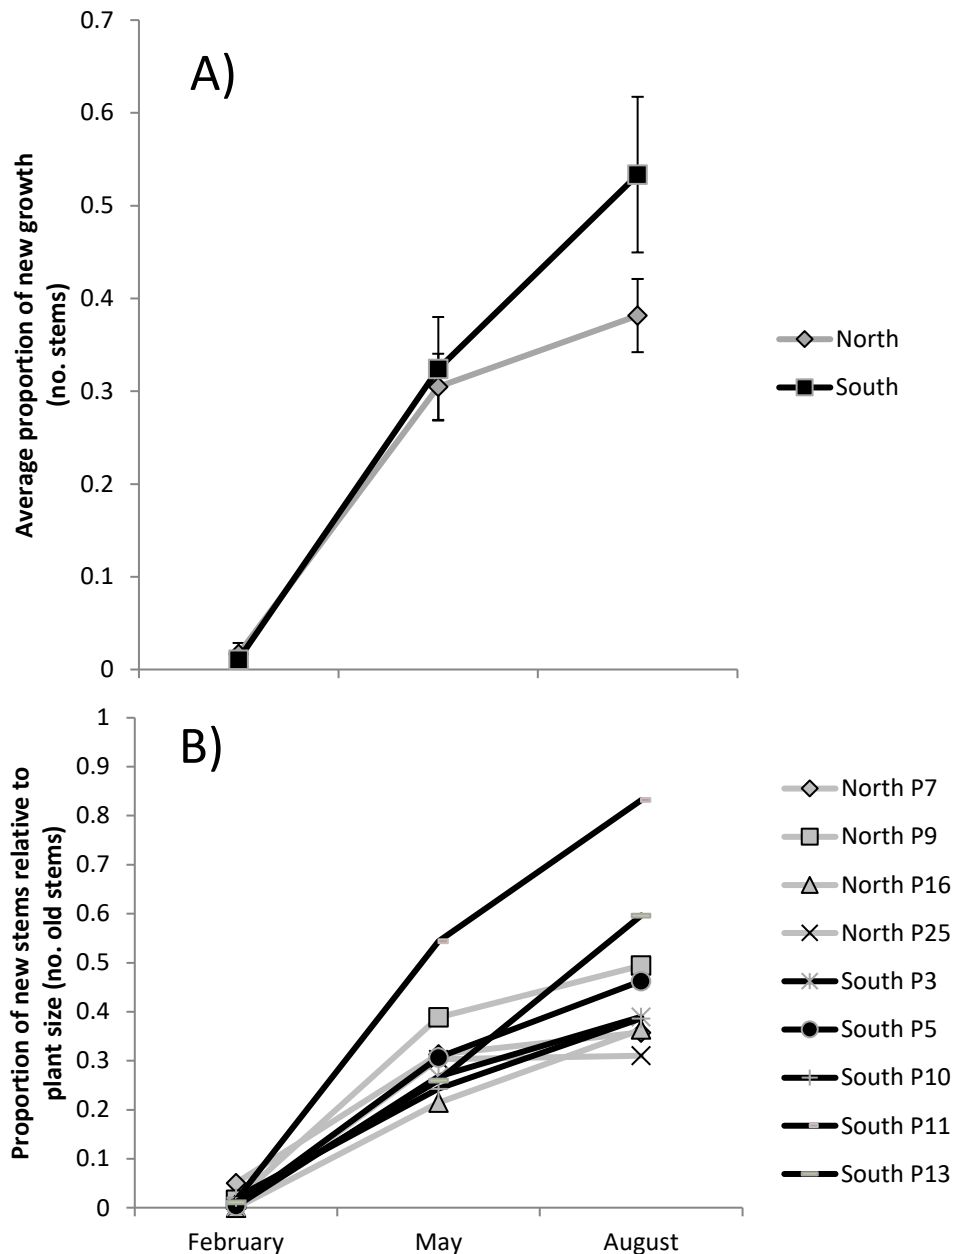 A)
0.7
0.6
0.5
0.4
0.3
0.2
0.1
0
Average proportion of new growth
(no. stems)
North
South
B)
1
0.9
0.8
0.7
0.6
0.5
0.4
0.3
0.2
0.1
0
Proportion of new stems relative to
plant size (no. old stems)
February
May
August
North P7
North P9
North P16
North P25
South P3
South P5
South P10
South P11
South P13